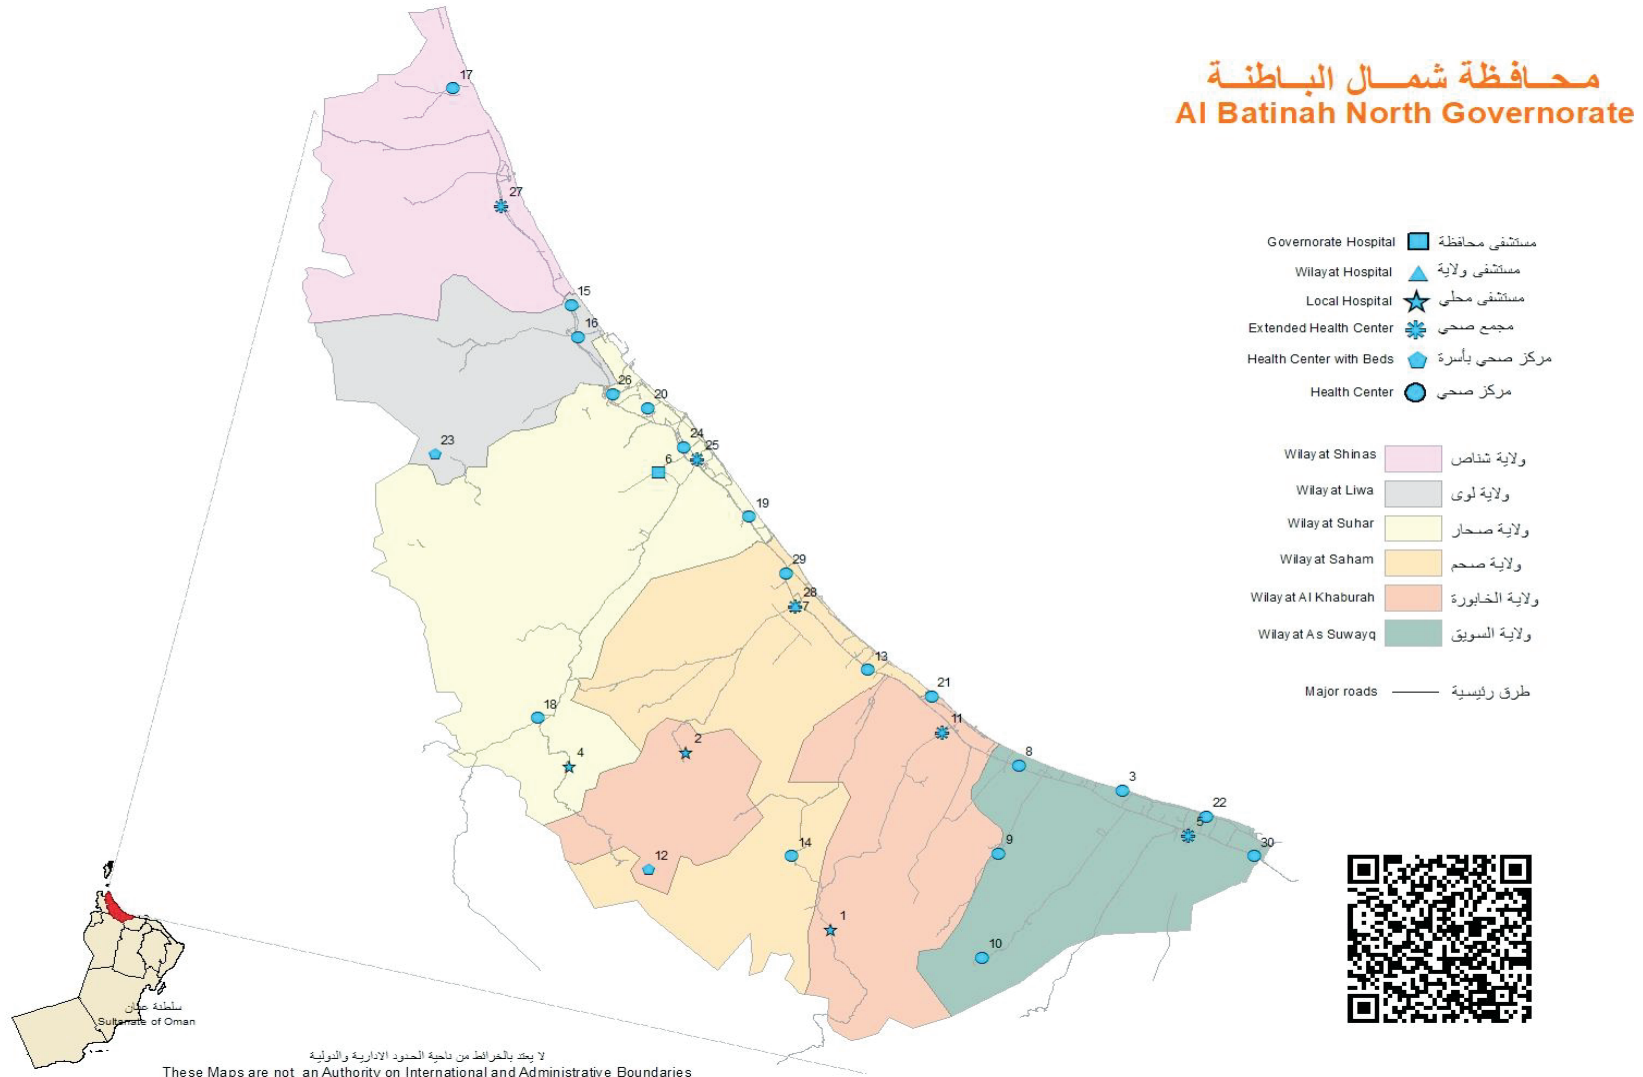 مـحـــافـظـة شمـــال البـــاطنـــة
Al Batinah North Governorate
Governorate Hospital مستشفى محافظة
Wilayat Hospital مستشفى ولاية
Local Hospital مستشفى محلي
Extended Health Center مجمع صحي
Health Center with Beds مركز صحي بأسرة
Health Center مركز صحي
Wilayat Shinas ولاية شناص
Wilayat Liwa ولاية لوى
Wilayat Suhar ولاية صحار
Wilayat Saham ولاية صحم
Wilayat Al Khaburah ولاية الخابورة
Wilayat As Suwayq ولاية السويق
Major roads طرق رئيسية
17
27
15
16
26
20
23
24
25
6
19
29
28
7
13
21
18
11
2
4
8
3
22
5
14
9
30
12
1
10
سلطنة عمان
Sultanate of Oman
لا يعتد بالخرائط من ناحية الحدود الادارية والدولية
These Maps are not an Authority on International and Administrative Boundaries